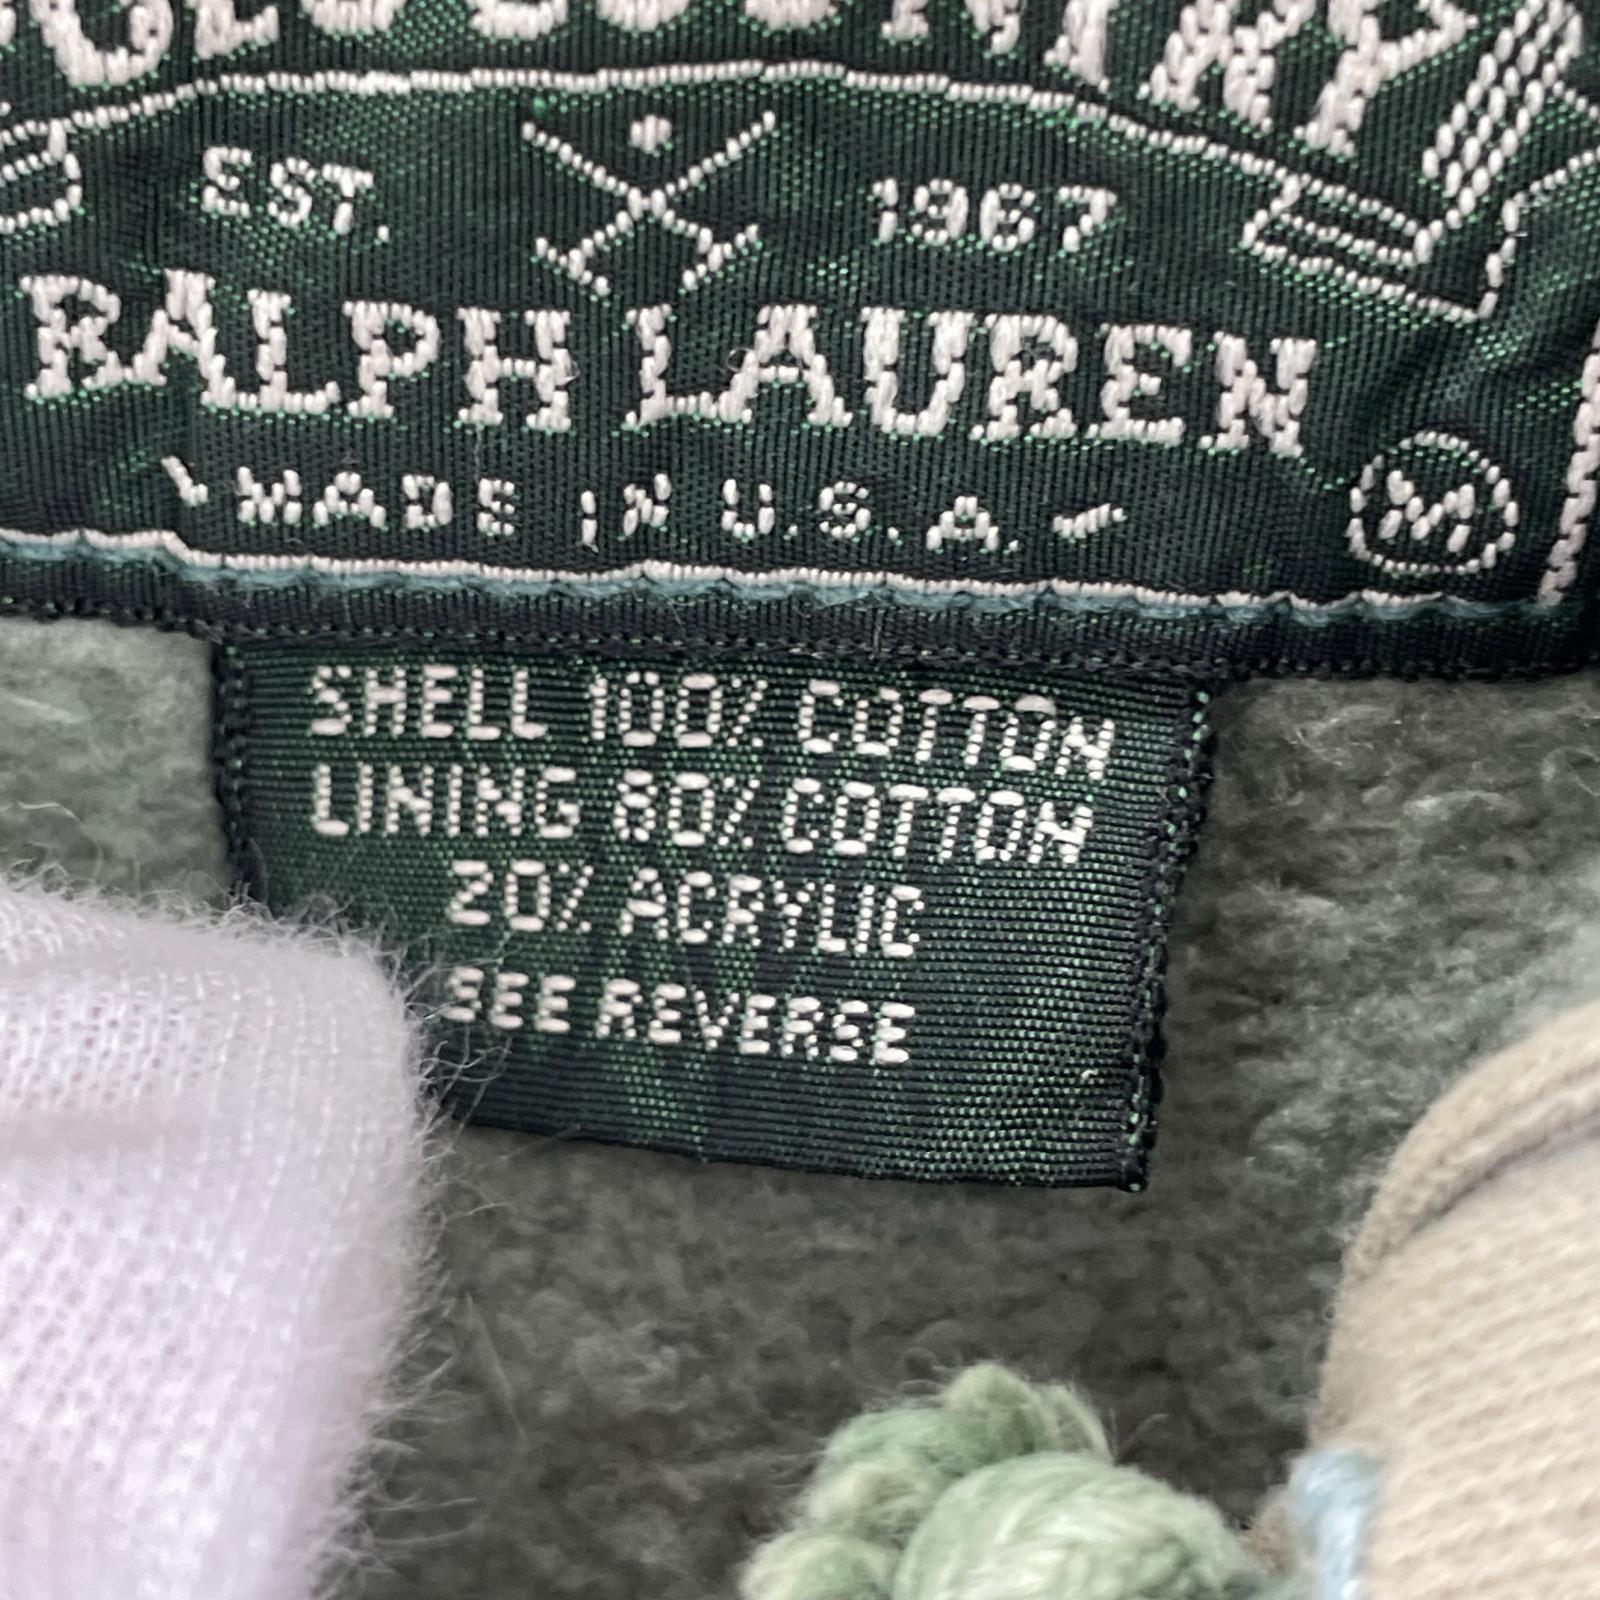 EST. 1967
RALPH LAUREN
MADE IN U.S.A.
M
SHELL 100% COTTON
LINING 80% COTTON
20% ACRYLIC
SEE REVERSE